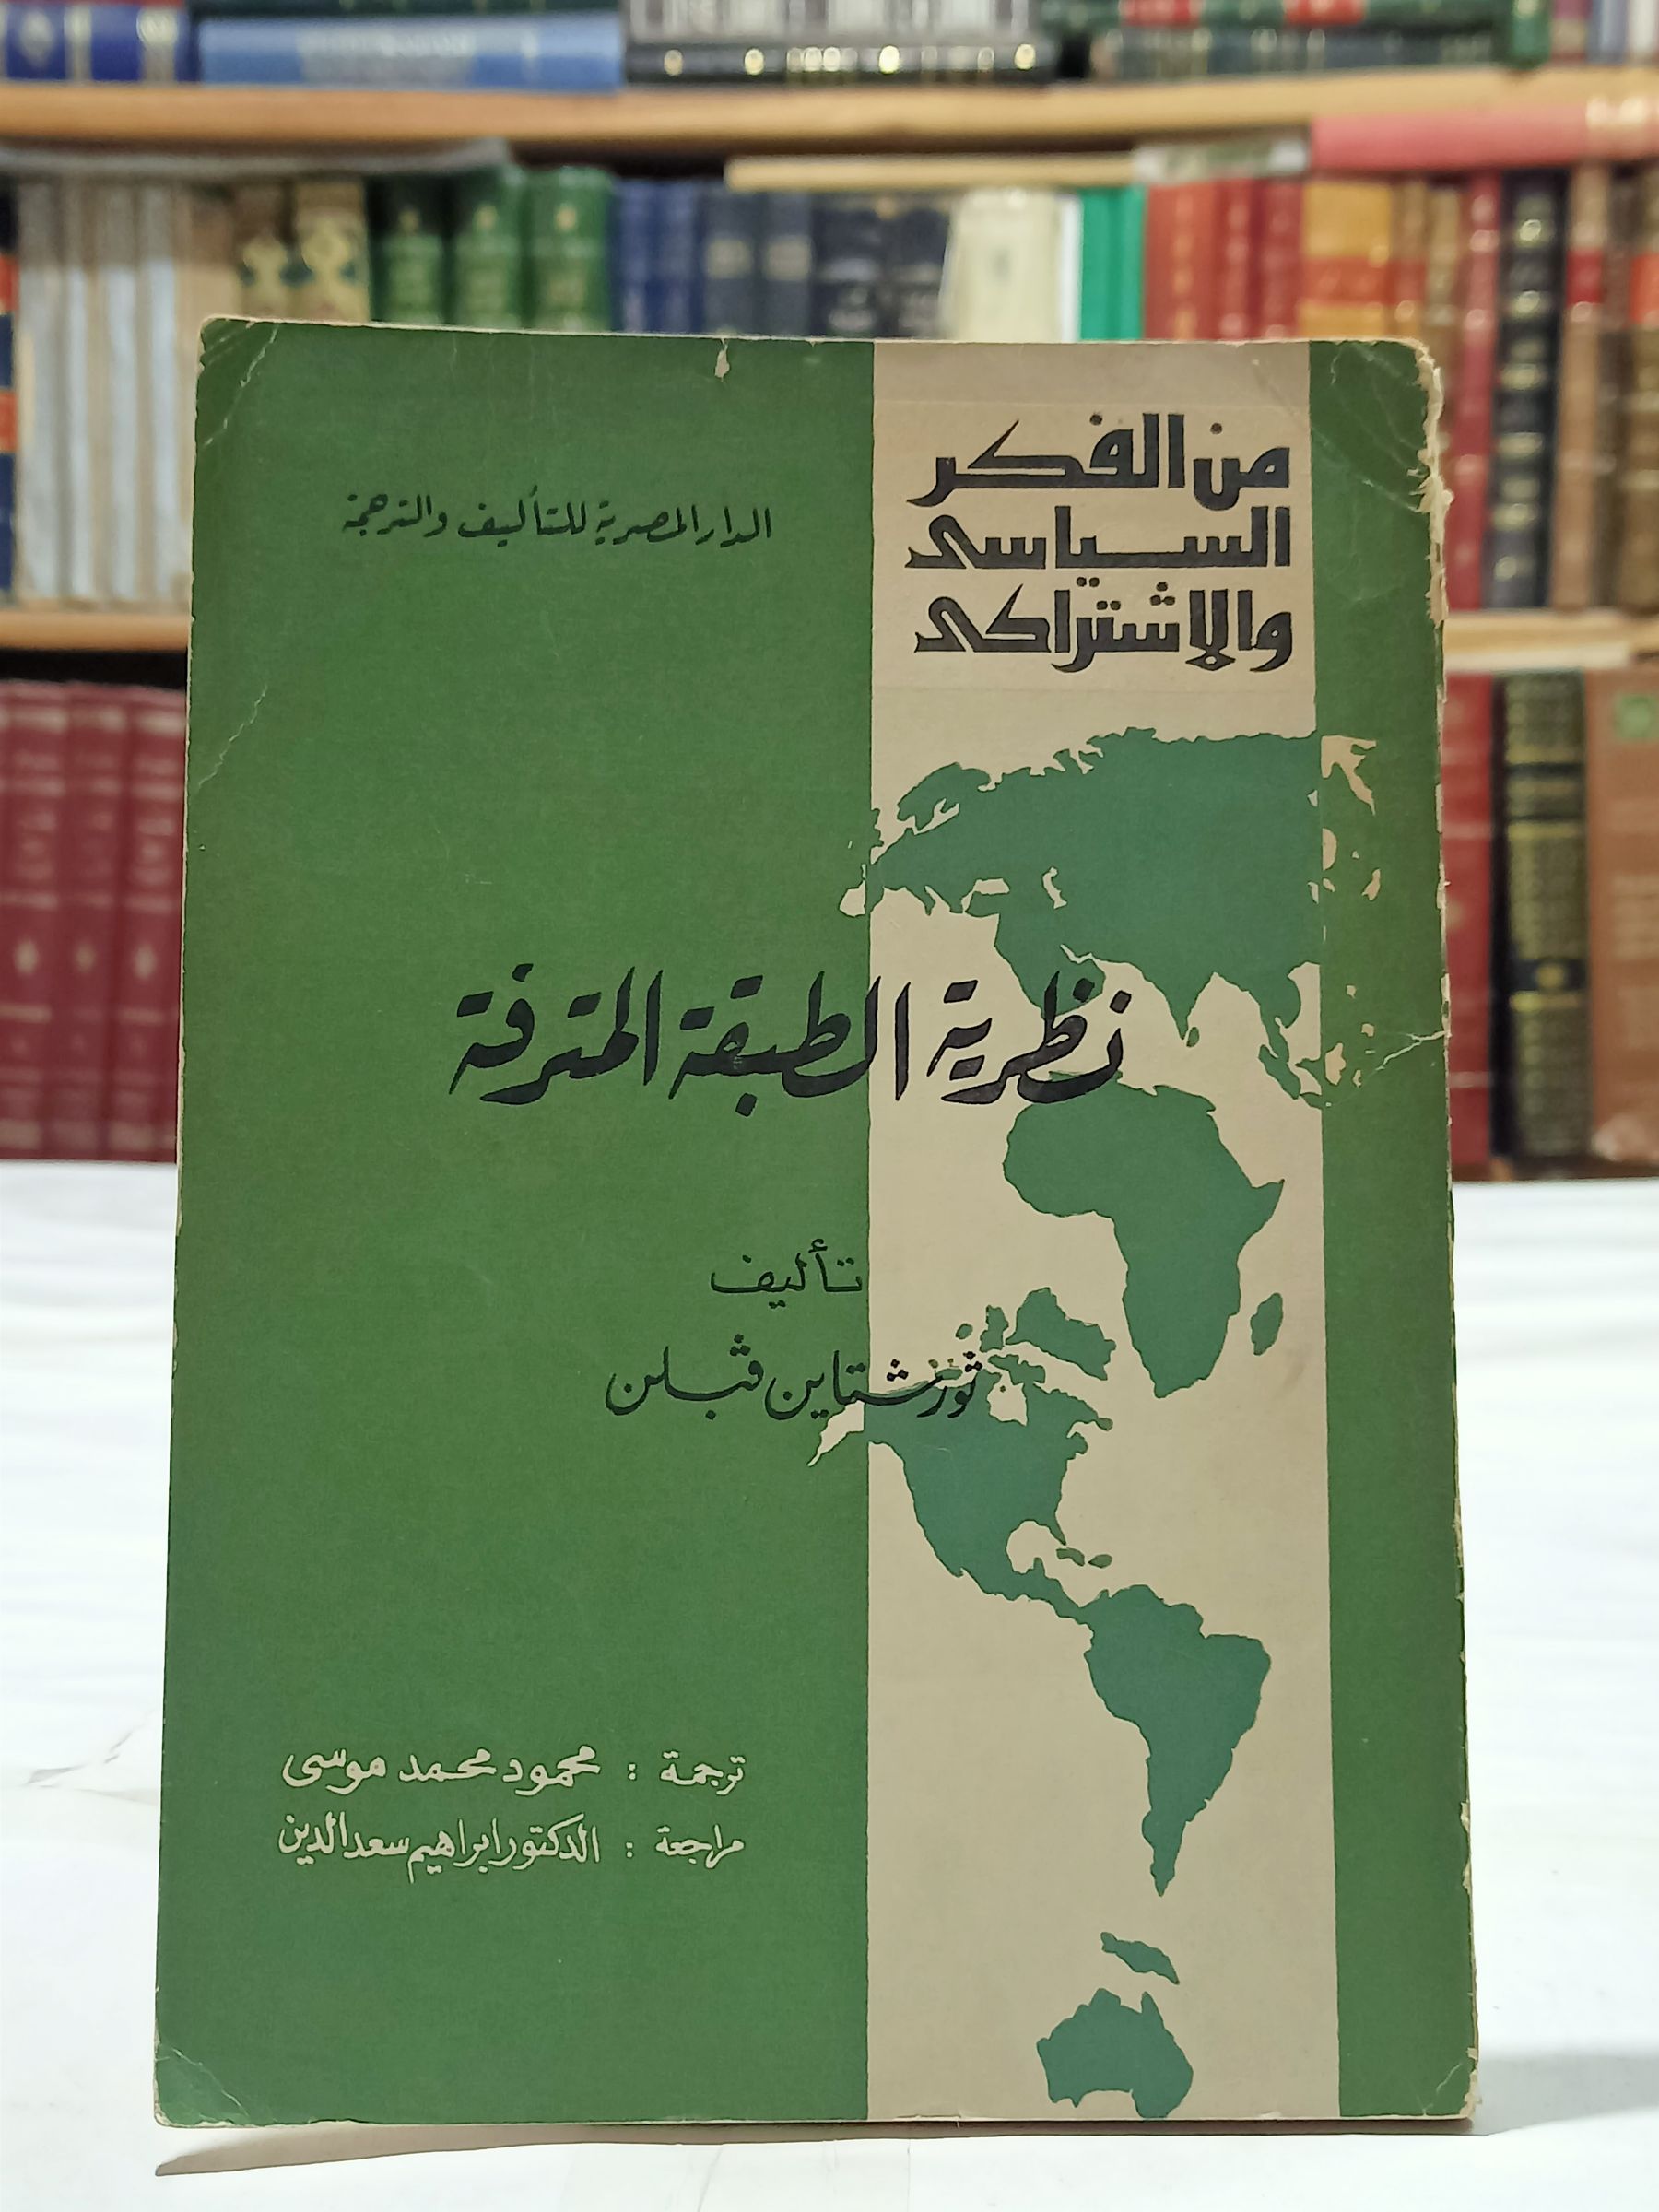 من الفكر
السياسى
والاشتراكى
الدار المصرية للتأليف والترجمة
نظرية الطبقة المترفة
تأليف
ثورشتاين ڤبلن
ترجمة : محمود محمد موسى
مراجعة : الدكتور ابراهيم سعد الدين